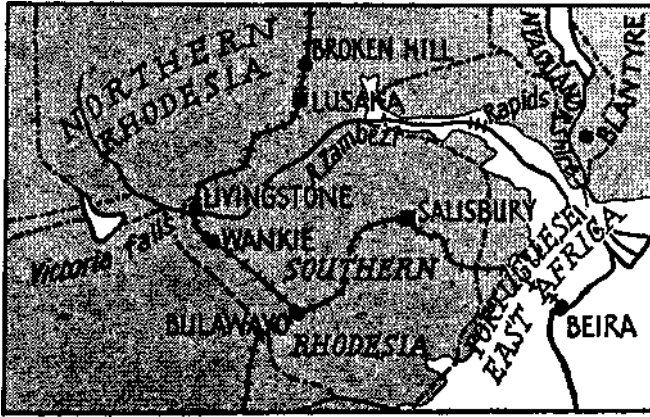 NORTHERN
RHODESIA
BROKEN HILL
LUSAKA
Rapids
BLANTYRE
R. Zambezi
LIVINGSTONE
Victoria Falls
WANKIE
SALISBURY
SOUTHERN
RHODESIA
BULAWAYO
PORTUGUESE
EAST AFRICA
BEIRA